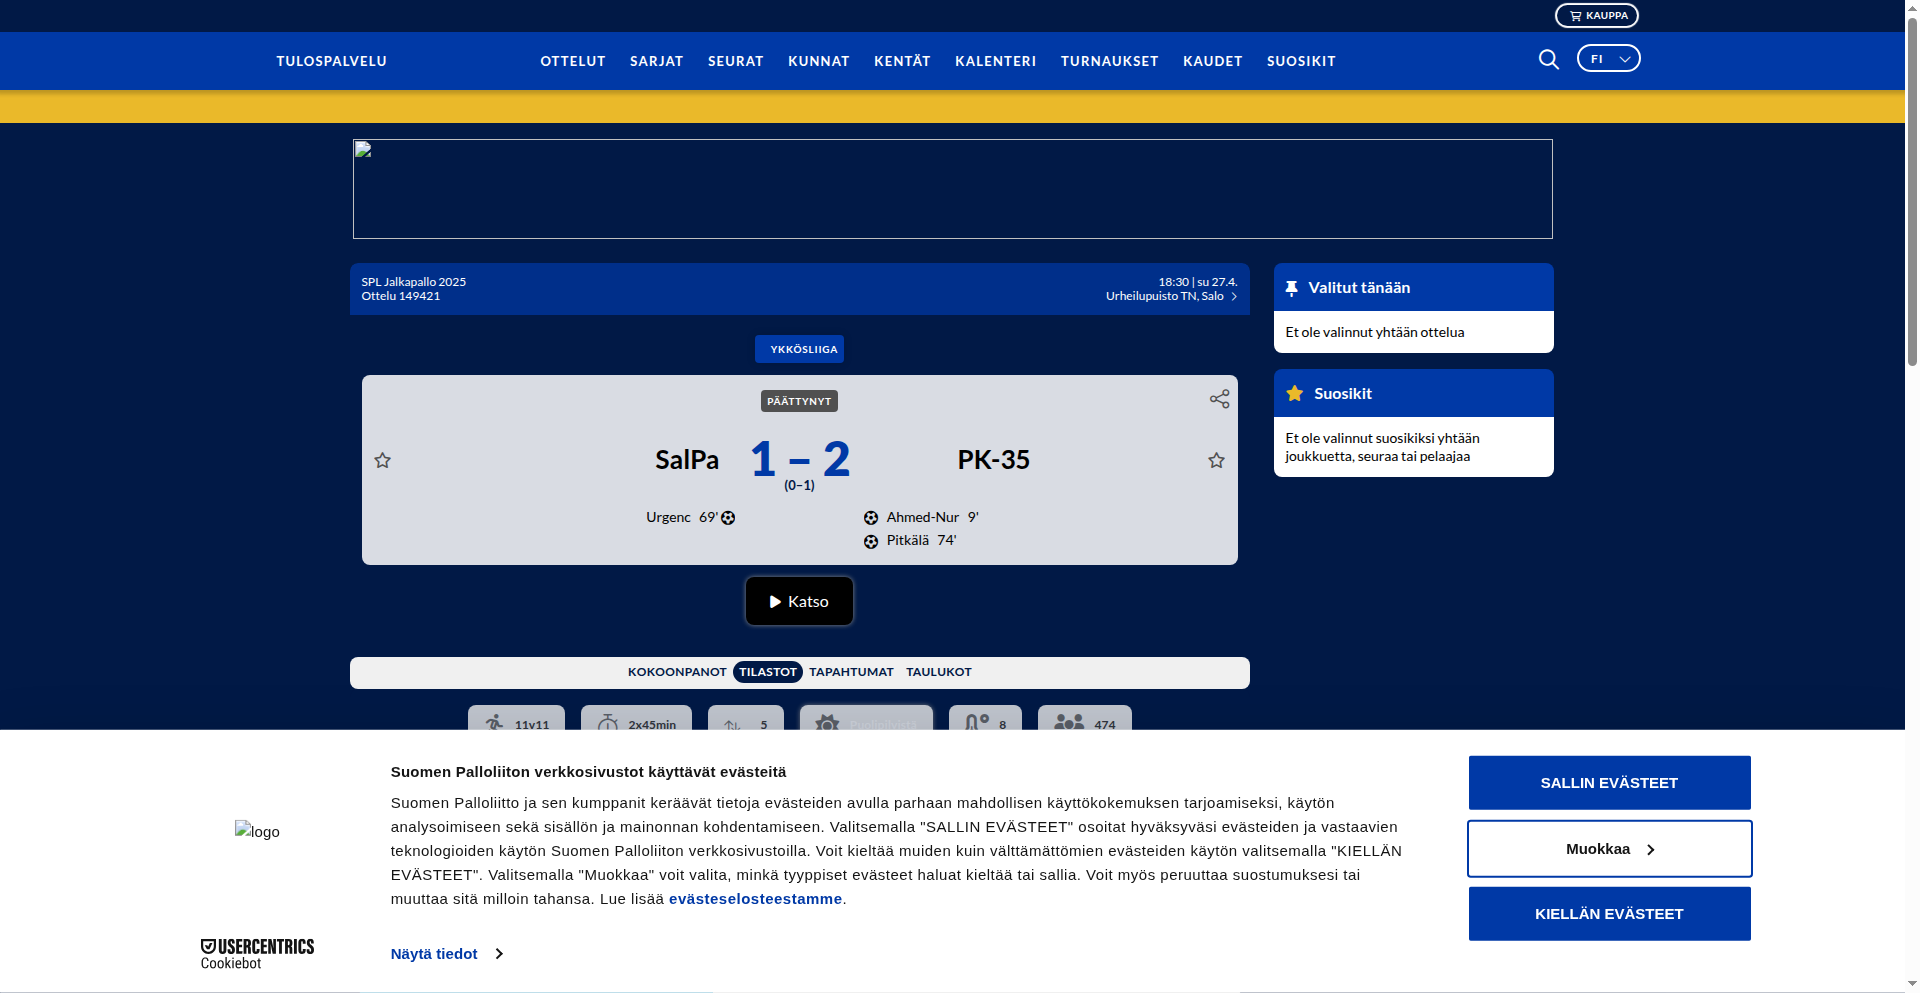 KAUPPA
TULOSPALVELU
OTTELUT SARJAT SEURAT KUNNAT KENTÄT KALENTERI TURNAUKSET KAUDET SUOSIKIT
FI
SPL Jalkapallo 2025
Ottelu 149421
18:30 | su 27.4.
Urheilupuisto TN, Salo
YKKÖSLIIGA
PÄÄTTYNYT
SalPa 1 – 2 PK-35
(0–1)
Urgenc 69' Ahmed-Nur 9'
Pitkälä 74'
Katso
KOKOONPANOT TILASTOT TAPAHTUMAT TAULUKOT
11v11 2x45min 5 Puolipilvistä 8 474
Valitut tänään
Et ole valinnut yhtään ottelua
Suosikit
Et ole valinnut suosikiksi yhtään
joukkuetta, seuraa tai pelaajaa
logo
USERCENTRICS
Cookiebot
Suomen Palloliiton verkkosivustot käyttävät evästeitä
Suomen Palloliitto ja sen kumppanit keräävät tietoja evästeiden avulla parhaan mahdollisen käyttökokemuksen tarjoamiseksi, käytön
analysoimiseen sekä sisällön ja mainonnan kohdentamiseen. Valitsemalla "SALLIN EVÄSTEET" osoitat hyväksyväsi evästeiden ja vastaavien
teknologioiden käytön Suomen Palloliiton verkkosivustoilla. Voit kieltää muiden kuin välttämättömien evästeiden käytön valitsemalla "KIELLÄN
EVÄSTEET". Valitsemalla "Muokkaa" voit valita, minkä tyyppiset evästeet haluat kieltää tai sallia. Voit myös peruuttaa suostumuksesi tai
muuttaa sitä milloin tahansa. Lue lisää evästeselosteestamme.
Näytä tiedot
SALLIN EVÄSTEET
Muokkaa
KIELLÄN EVÄSTEET